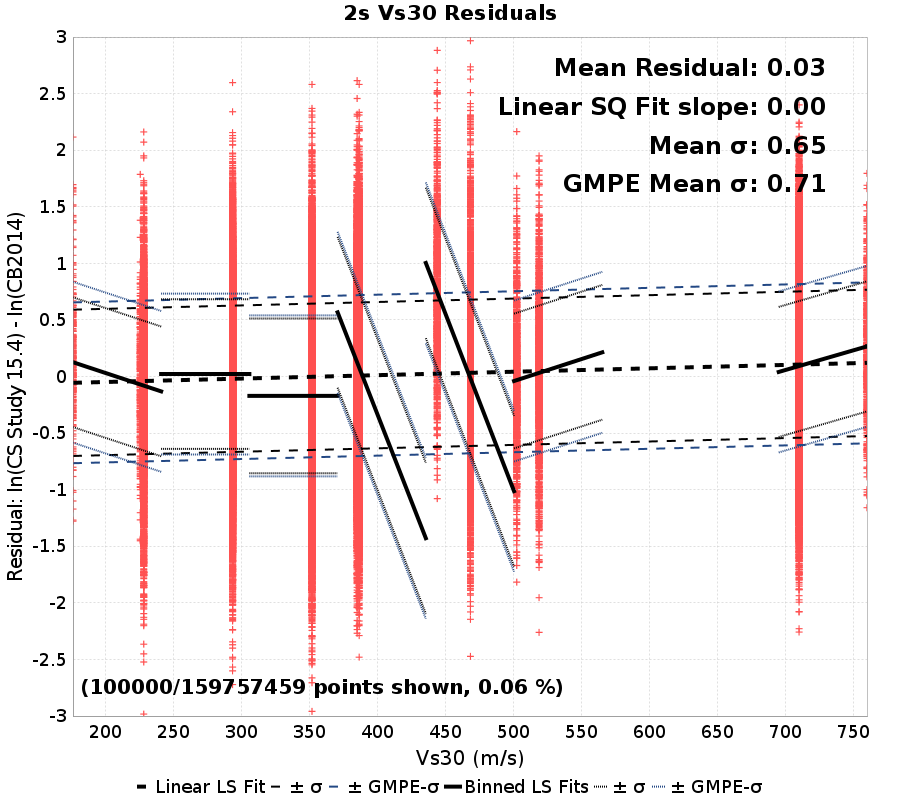 2s Vs30 Residuals
Mean Residual: 0.03
Linear SQ Fit slope: 0.00
Mean σ: 0.65
GMPE Mean σ: 0.71
Residual: ln(CS Study 15.4) - ln(CB2014)
3
2.5
2
1.5
1
0.5
0
-0.5
-1
-1.5
-2
-2.5
-3
(100000/159757459 points shown, 0.06 %)
200 250 300 350 400 450 500 550 600 650 700 750
Vs30 (m/s)
Linear LS Fit ± σ ± GMPE-σ Binned LS Fits ± σ ± GMPE-σ